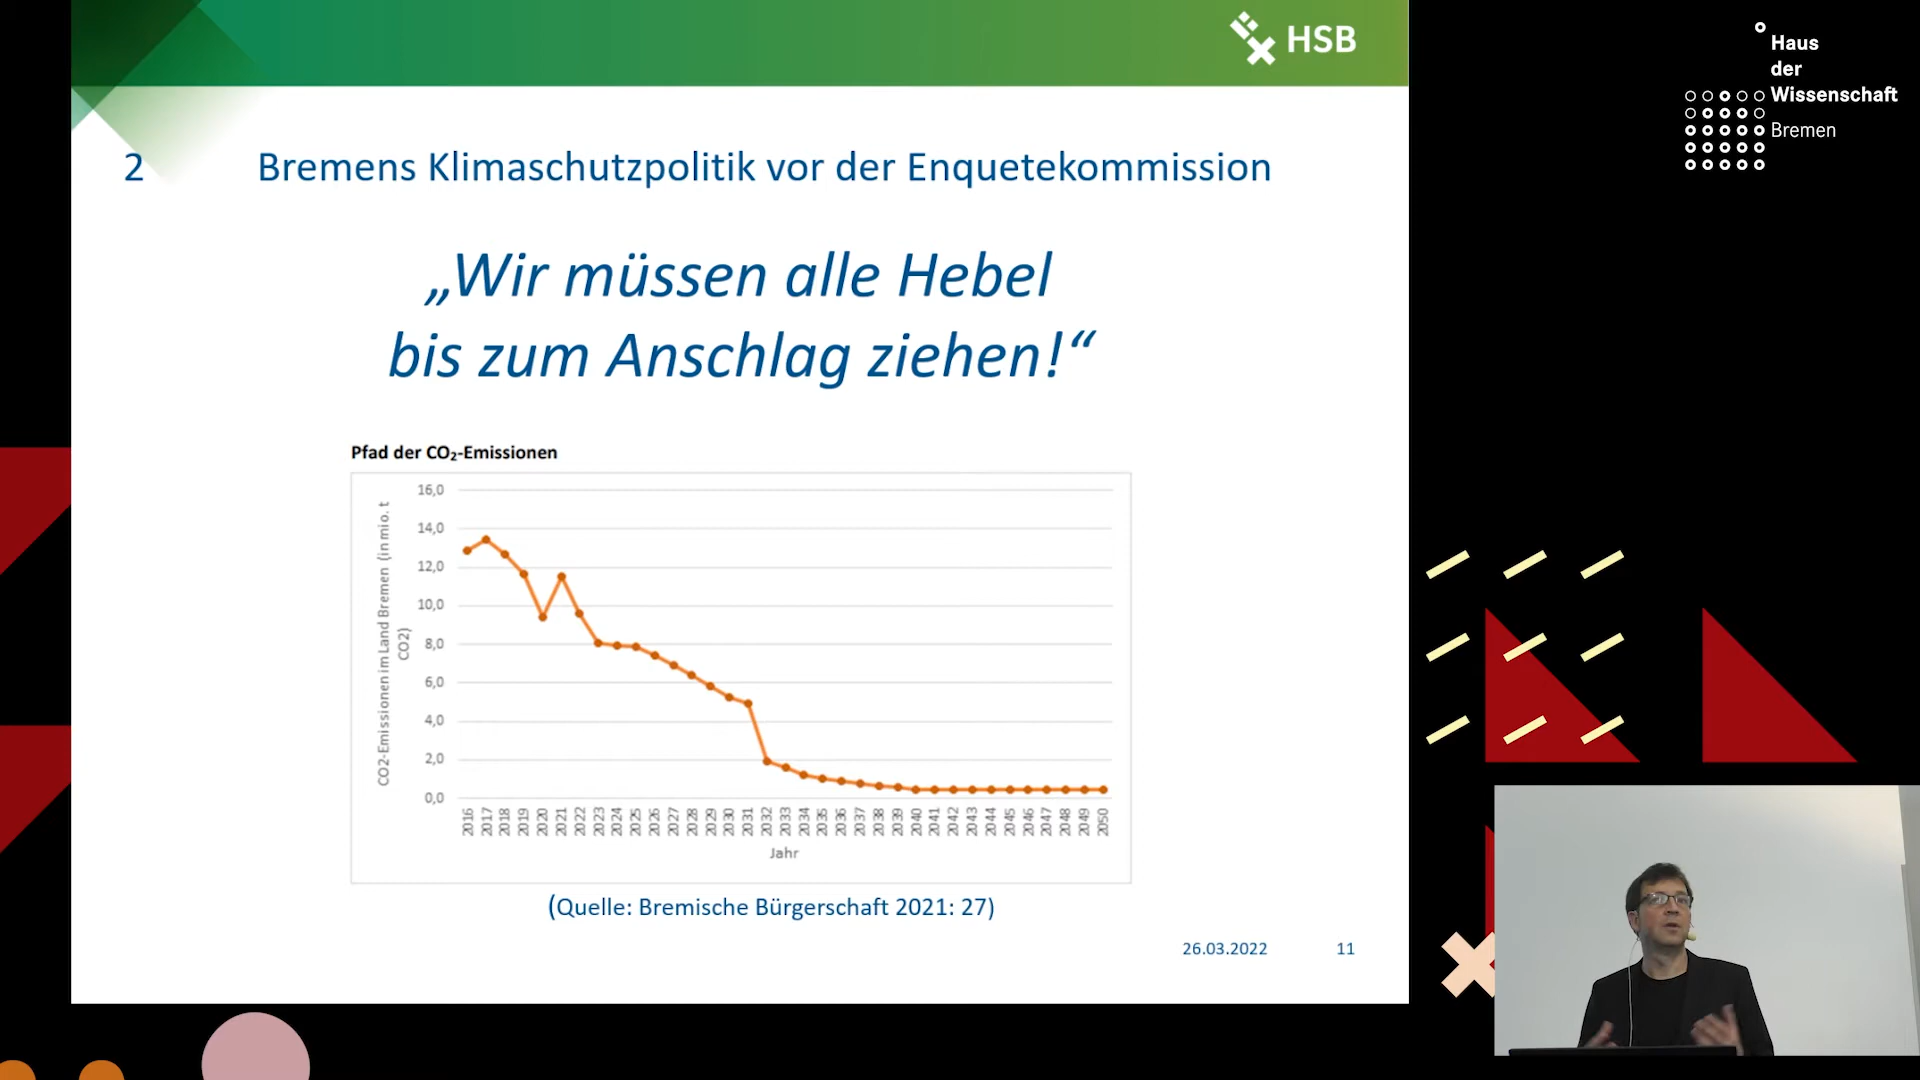 HSB
Haus
der
Wissenschaft
Bremen
2 Bremens Klimaschutzpolitik vor der Enquetekommission
„Wir müssen alle Hebel
bis zum Anschlag ziehen!“
Pfad der CO₂-Emissionen
CO2-Emissionen im Land Bremen (in mio. t
CO2)
16,0
14,0
12,0
10,0
8,0
6,0
4,0
2,0
0,0
2016 2017 2018 2019 2020 2021 2022 2023 2024 2025 2026 2027 2028 2029 2030 2031 2032 2033 2034 2035 2036 2037 2038 2039 2040 2041 2042 2043 2044 2045 2046 2047 2048 2049 2050
Jahr
(Quelle: Bremische Bürgerschaft 2021: 27)
26.03.2022 11